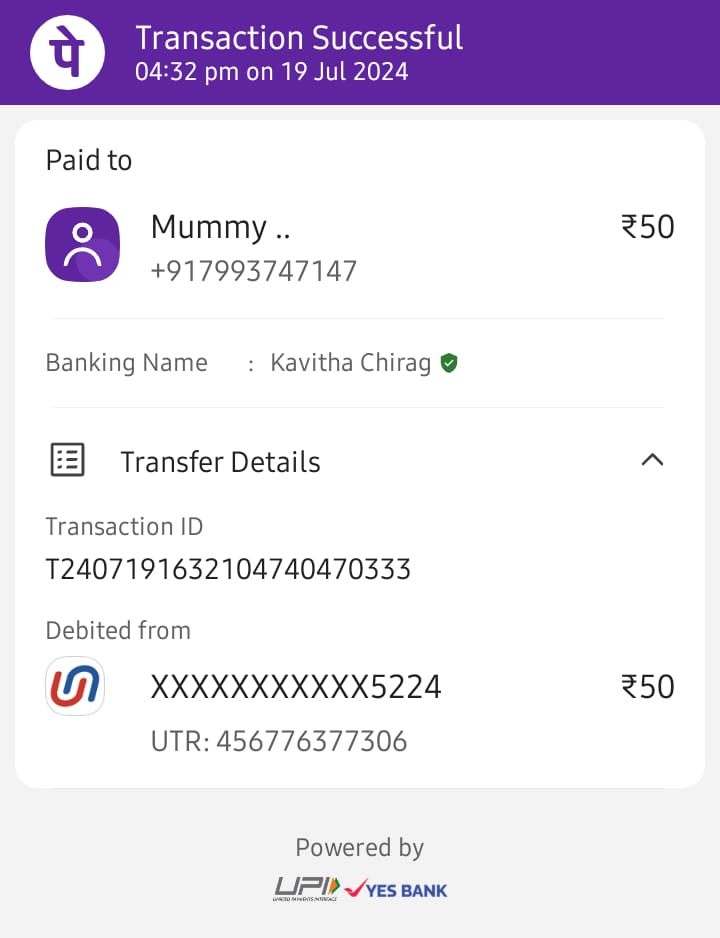 पे
Transaction Successful
04:32 pm on 19 Jul 2024
Paid to
Mummy .. ₹50
+917993747147
Banking Name : Kavitha Chirag
Transfer Details
Transaction ID
T2407191632104740470333
Debited from
XXXXXXXXXXX5224 ₹50
UTR: 456776377306
Powered by
UPI YES BANK
UNIFIED PAYMENTS INTERFACE